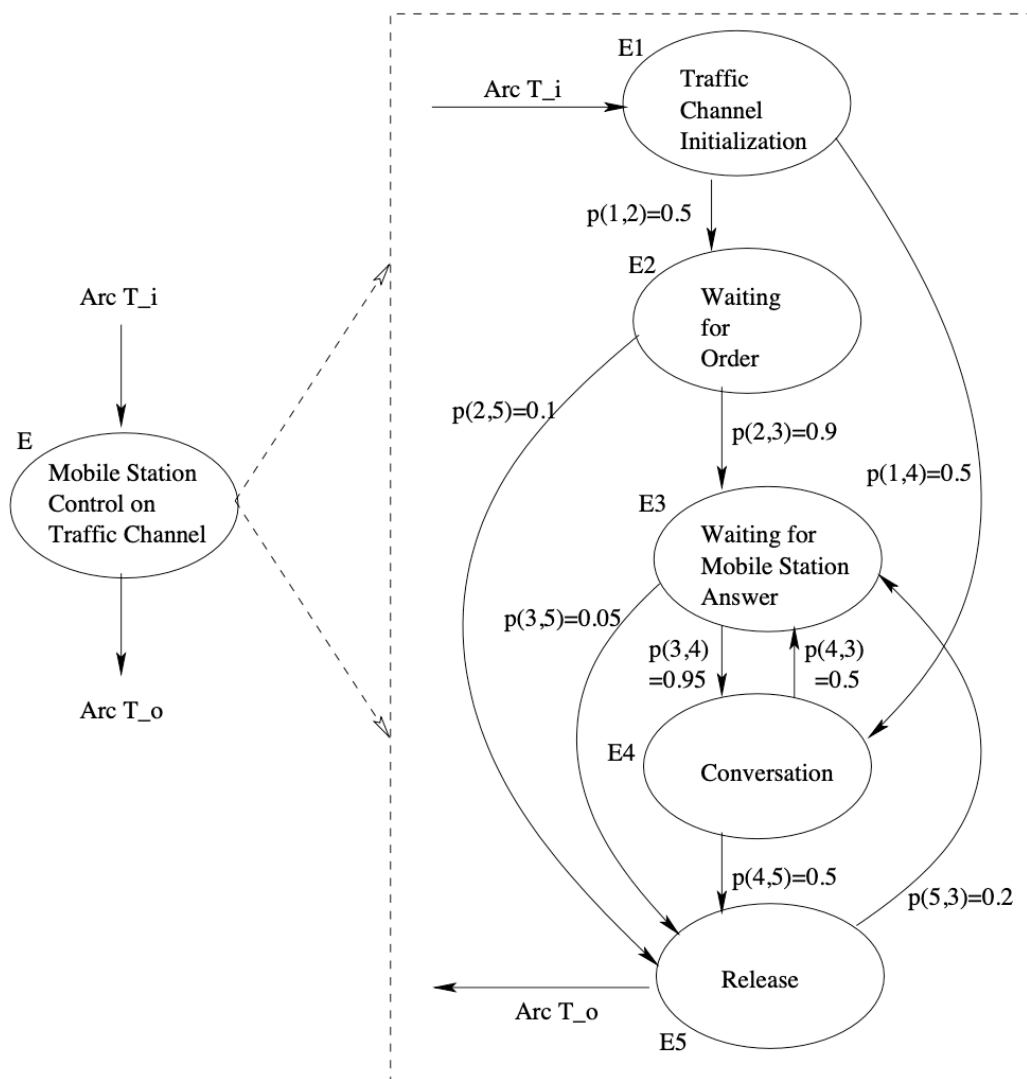 Arc T_i
E
Mobile Station
Control on
Traffic Channel
Arc T_o
E1
Arc T_i
Traffic
Channel
Initialization
p(1,2)=0.5
E2
Waiting
for
Order
p(2,5)=0.1
p(2,3)=0.9
p(1,4)=0.5
E3
Waiting for
Mobile Station
Answer
p(3,5)=0.05
p(3,4)
=0.95
p(4,3)
=0.5
E4
Conversation
p(4,5)=0.5
p(5,3)=0.2
Release
Arc T_o
E5